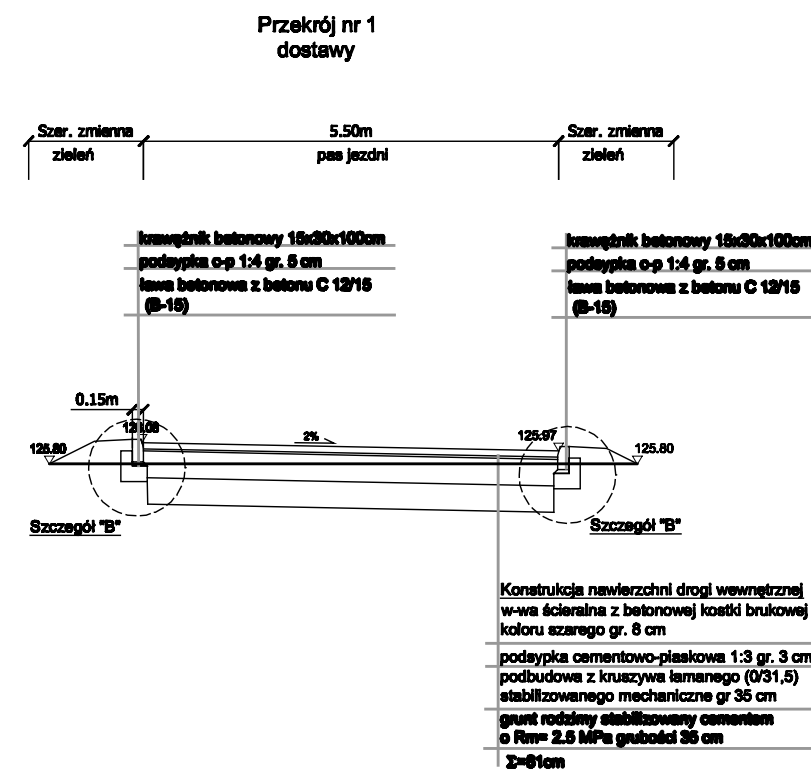 Przekrój nr 1
dostawy
Szer. zmienna
5.50m
Szer. zmienna
zieleń
pas jezdni
zieleń
krawężnik betonowy 15x30x100cm
podsypka c-p 1:4 gr. 5 cm
ława betonowa z betonu C 12/15
(B-15)
krawężnik betonowy 15x30x100cm
podsypka c-p 1:4 gr. 5 cm
ława betonowa z betonu C 12/15
(B-15)
0.15m
126.08
2%
125.97
125.80
125.80
Szczegół "B"
Szczegół "B"
Konstrukcja nawierzchni drogi wewnętrznej
w-wa ścieralna z betonowej kostki brukowej
koloru szarego gr. 8 cm
podsypka cementowo-piaskowa 1:3 gr. 3 cm
podbudowa z kruszywa łamanego (0/31,5)
stabilizowanego mechaniczne gr 35 cm
grunt rodzimy stabilizowany cementem
o Rm= 2.5 MPa grubości 35 cm
Σ=81cm